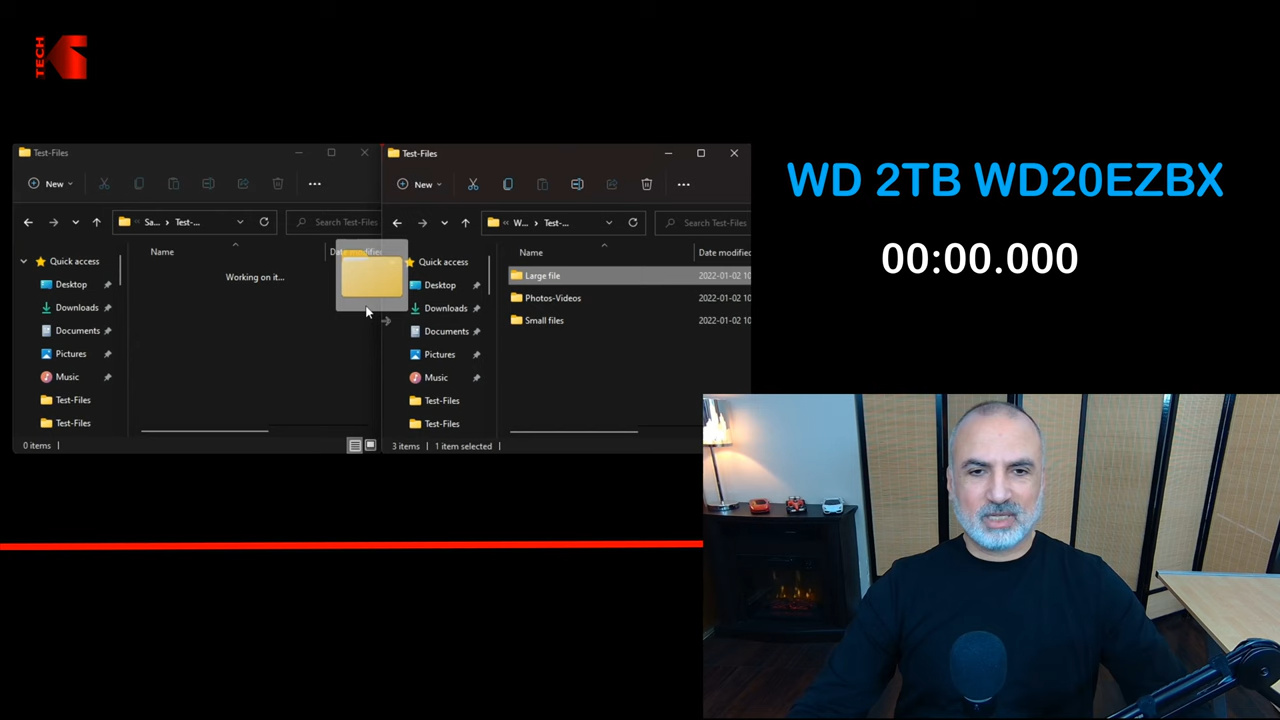 TECH K
Test-Files
New
Sa... > Test-...
Search Test-Files
Name
Date modified
Working on it...
Quick access
Desktop
Downloads
Documents
Pictures
Music
Test-Files
Test-Files
0 items
Test-Files
New
W... > Test-...
Search Test-Files
Name
Date modified
Quick access
Desktop
Downloads
Documents
Pictures
Music
Test-Files
Test-Files
Large file 2022-01-02 10
Photos-Videos 2022-01-02 10
Small files 2022-01-02 10
3 items 1 item selected
WD 2TB WD20EZBX
00:00.000